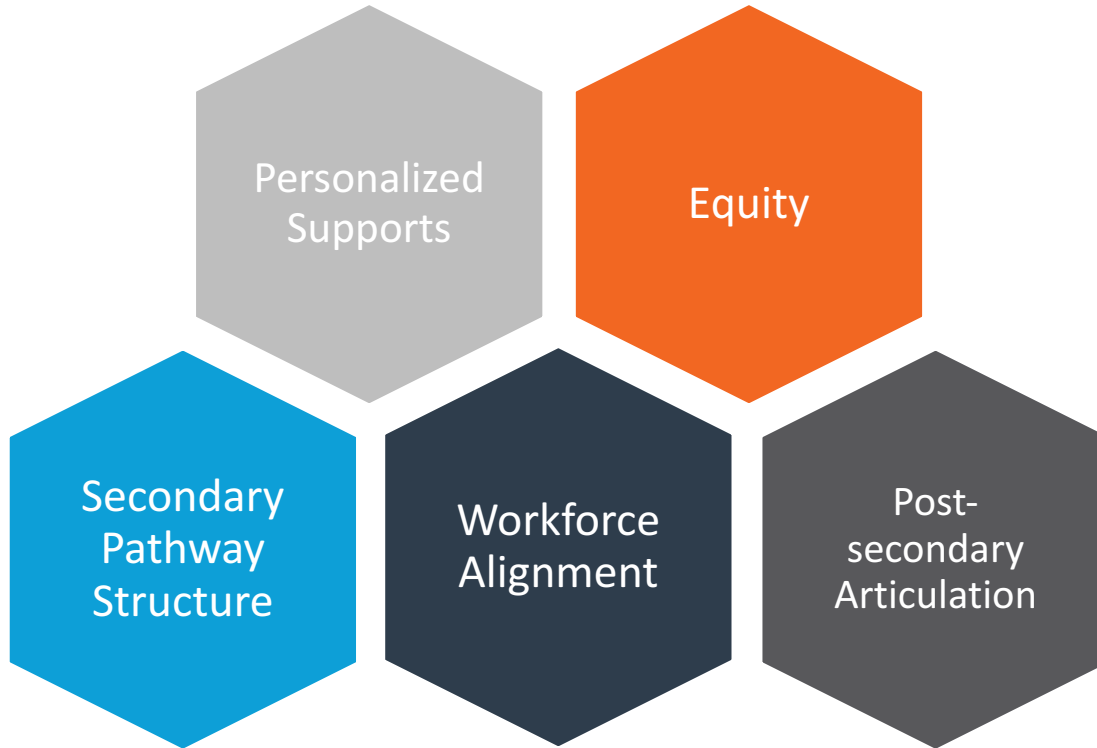 Personalized
Supports
Equity
Secondary
Pathway
Structure
Workforce
Alignment
Post-
secondary
Articulation